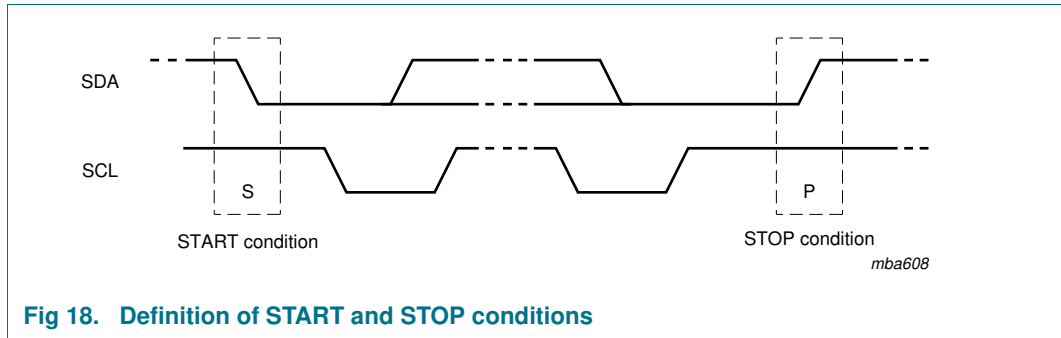 SDA
SCL
S
P
START condition
STOP condition
mba608
Fig 18. Definition of START and STOP conditions